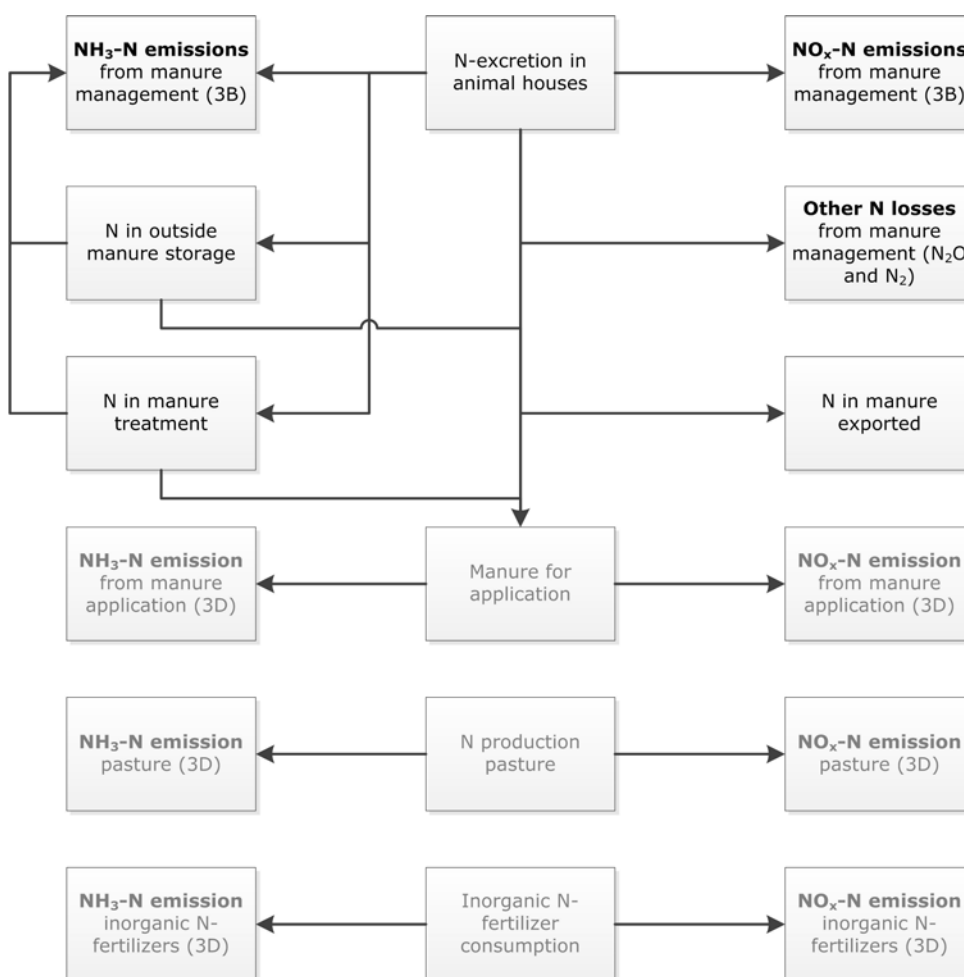 NH₃-N emissions
from manure
management (3B)
N-excretion in
animal houses
NOₓ-N emissions
from manure
management (3B)
N in outside
manure storage
Other N losses
from manure
management (N₂O
and N₂)
N in manure
treatment
N in manure
exported
NH₃-N emission
from manure
application (3D)
Manure for
application
NOₓ-N emission
from manure
application (3D)
NH₃-N emission
pasture (3D)
N production
pasture
NOₓ-N emission
pasture (3D)
NH₃-N emission
inorganic N-
fertilizers (3D)
Inorganic N-
fertilizer
consumption
NOₓ-N emission
inorganic N-
fertilizers (3D)